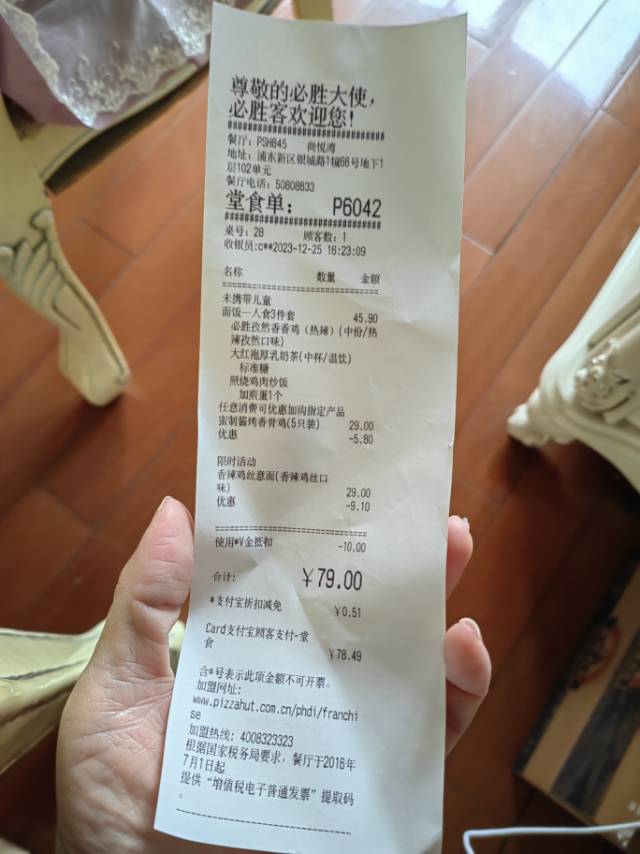 尊敬的必胜大使，
必胜客欢迎您！
餐厅：PSH845 尚悦湾
地址：浦东新区银城路1幢66号地下1
层102单元
餐厅电话：50808633
堂食单： P6042
桌号：28 顾客数：1
收银员:c**2023-12-25 16:23:09
名称 数量 金额
未携带儿童
面饭一人食3件套 45.90
必胜孜然香香鸡（热辣）(中份/热
辣孜然口味)
大红袍厚乳奶茶(中杯/温饮)
标准糖
照烧鸡肉炒饭
加煎蛋1个
任意消费可优惠加购指定产品
蜜制酱烤香骨鸡(5只装) 29.00
优惠 -5.80
限时活动
香辣鸡丝意面(香辣鸡丝口
味) 29.00
优惠 -9.10
使用*V金抵扣 -10.00
合计: ￥79.00
*支付宝折扣减免 ￥0.51
Card支付宝顾客支付-堂
食 ￥78.49
含*号表示此项金额不可开票。
加盟网址:
www.pizzahut.com.cn/phdi/franchi
se
加盟热线: 4008323323
根据国家税务局要求，餐厅于2016年
7月1日起
提供“增值税电子普通发票”提取码
。